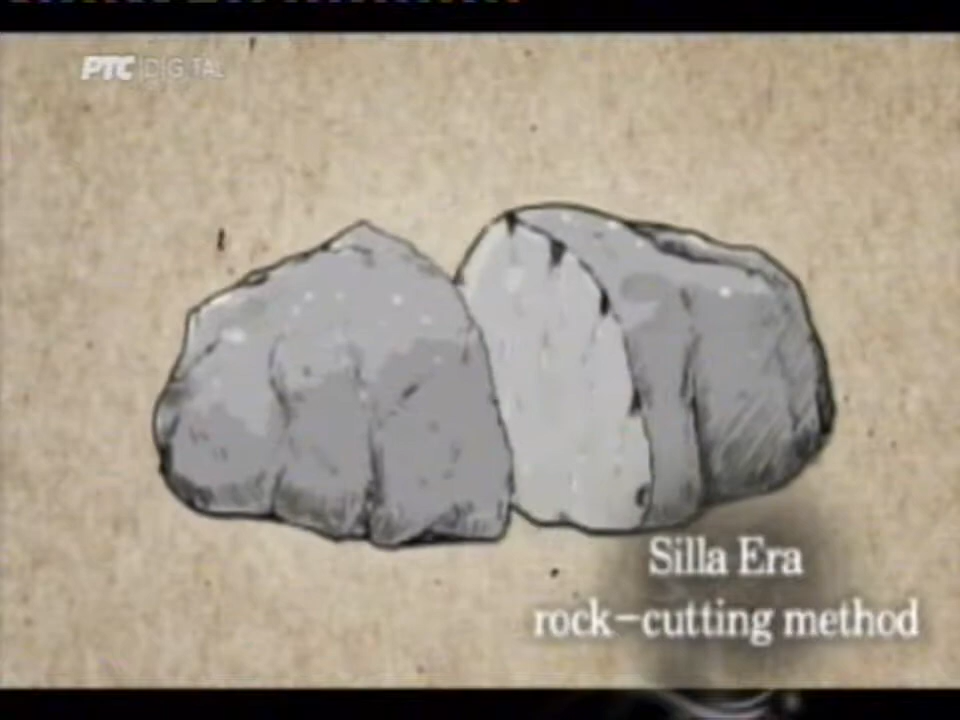 РТС DIGITAL
Silla Era
rock-cutting method